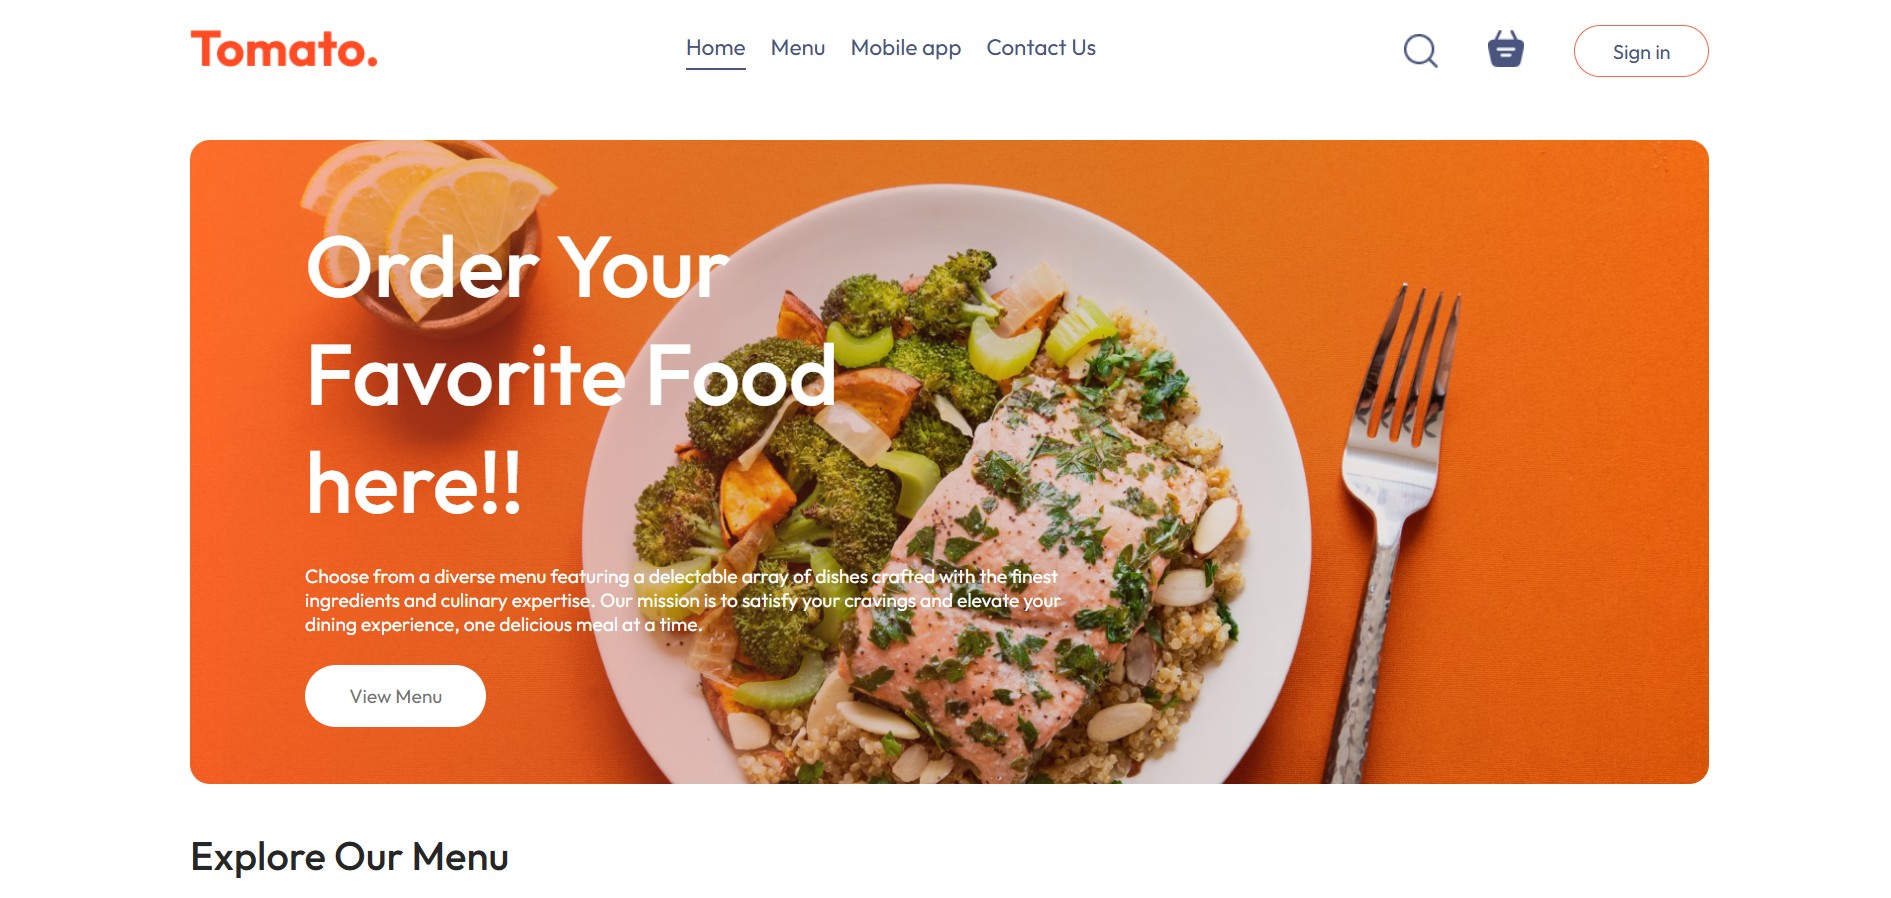 Tomato.
Home Menu Mobile app Contact Us
Sign in
Order Your
Favorite Food
here!!
Choose from a diverse menu featuring a delectable array of dishes crafted with the finest
ingredients and culinary expertise. Our mission is to satisfy your cravings and elevate your
dining experience, one delicious meal at a time.
View Menu
Explore Our Menu